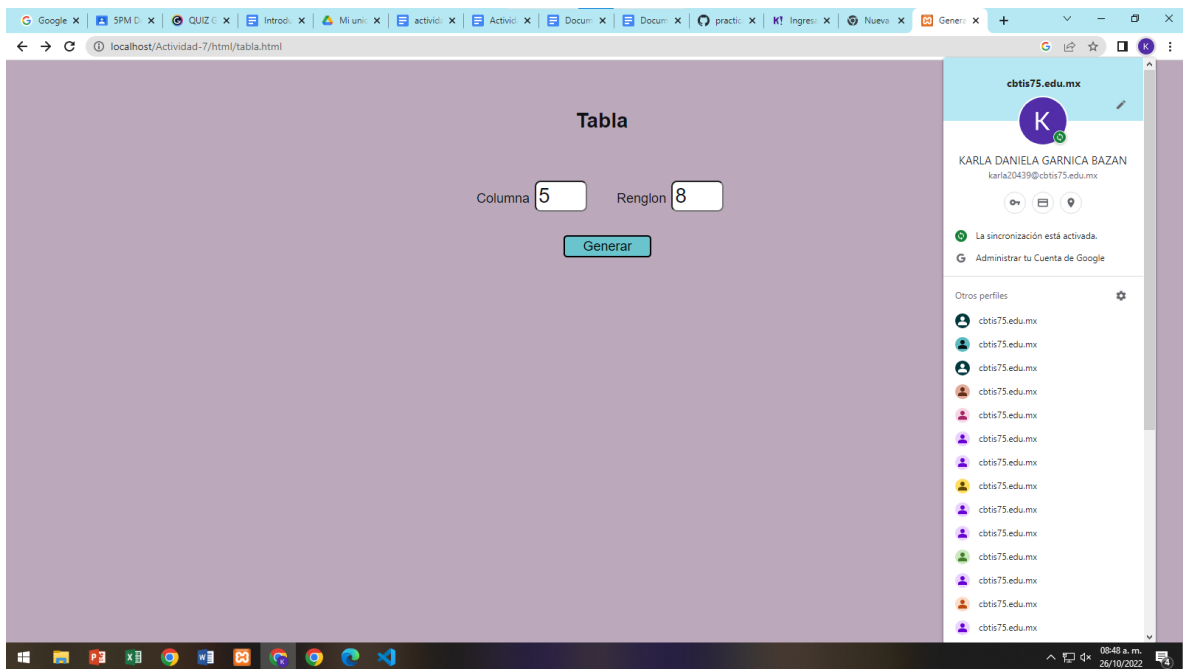 Google
5PM D
QUIZ G
Introdu
Mi unic
activida
Activid
Docum
Docum
practic
K! Ingresa
Nueva
Genera
localhost/Actividad-7/html/tabla.html
K
Tabla
Columna 5 Renglon 8
Generar
cbtis75.edu.mx
K
KARLA DANIELA GARNICA BAZAN
karla20439@cbtis75.edu.mx
La sincronización está activada.
G Administrar tu Cuenta de Google
Otros perfiles
cbtis75.edu.mx
cbtis75.edu.mx
cbtis75.edu.mx
cbtis75.edu.mx
cbtis75.edu.mx
cbtis75.edu.mx
cbtis75.edu.mx
cbtis75.edu.mx
cbtis75.edu.mx
cbtis75.edu.mx
cbtis75.edu.mx
cbtis75.edu.mx
cbtis75.edu.mx
cbtis75.edu.mx
08:48 a. m.
26/10/2022